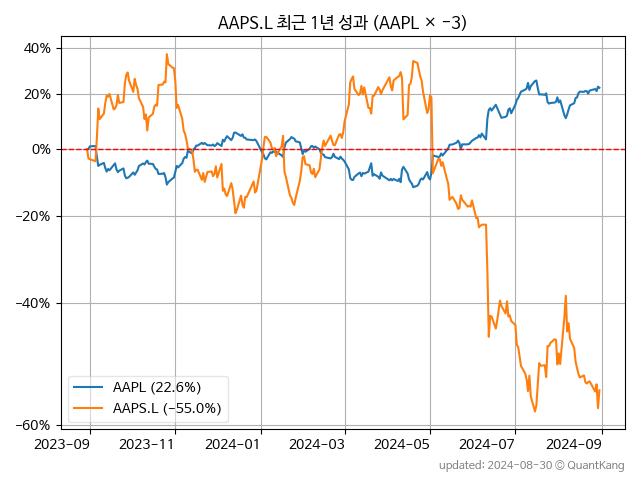 AAPS.L 최근 1년 성과 (AAPL × −3)
40%
20%
0%
−20%
−40%
−60%
AAPL (22.6%)
AAPS.L (−55.0%)
2023-09 2023-11 2024-01 2024-03 2024-05 2024-07 2024-09
updated: 2024-08-30 © QuantKang